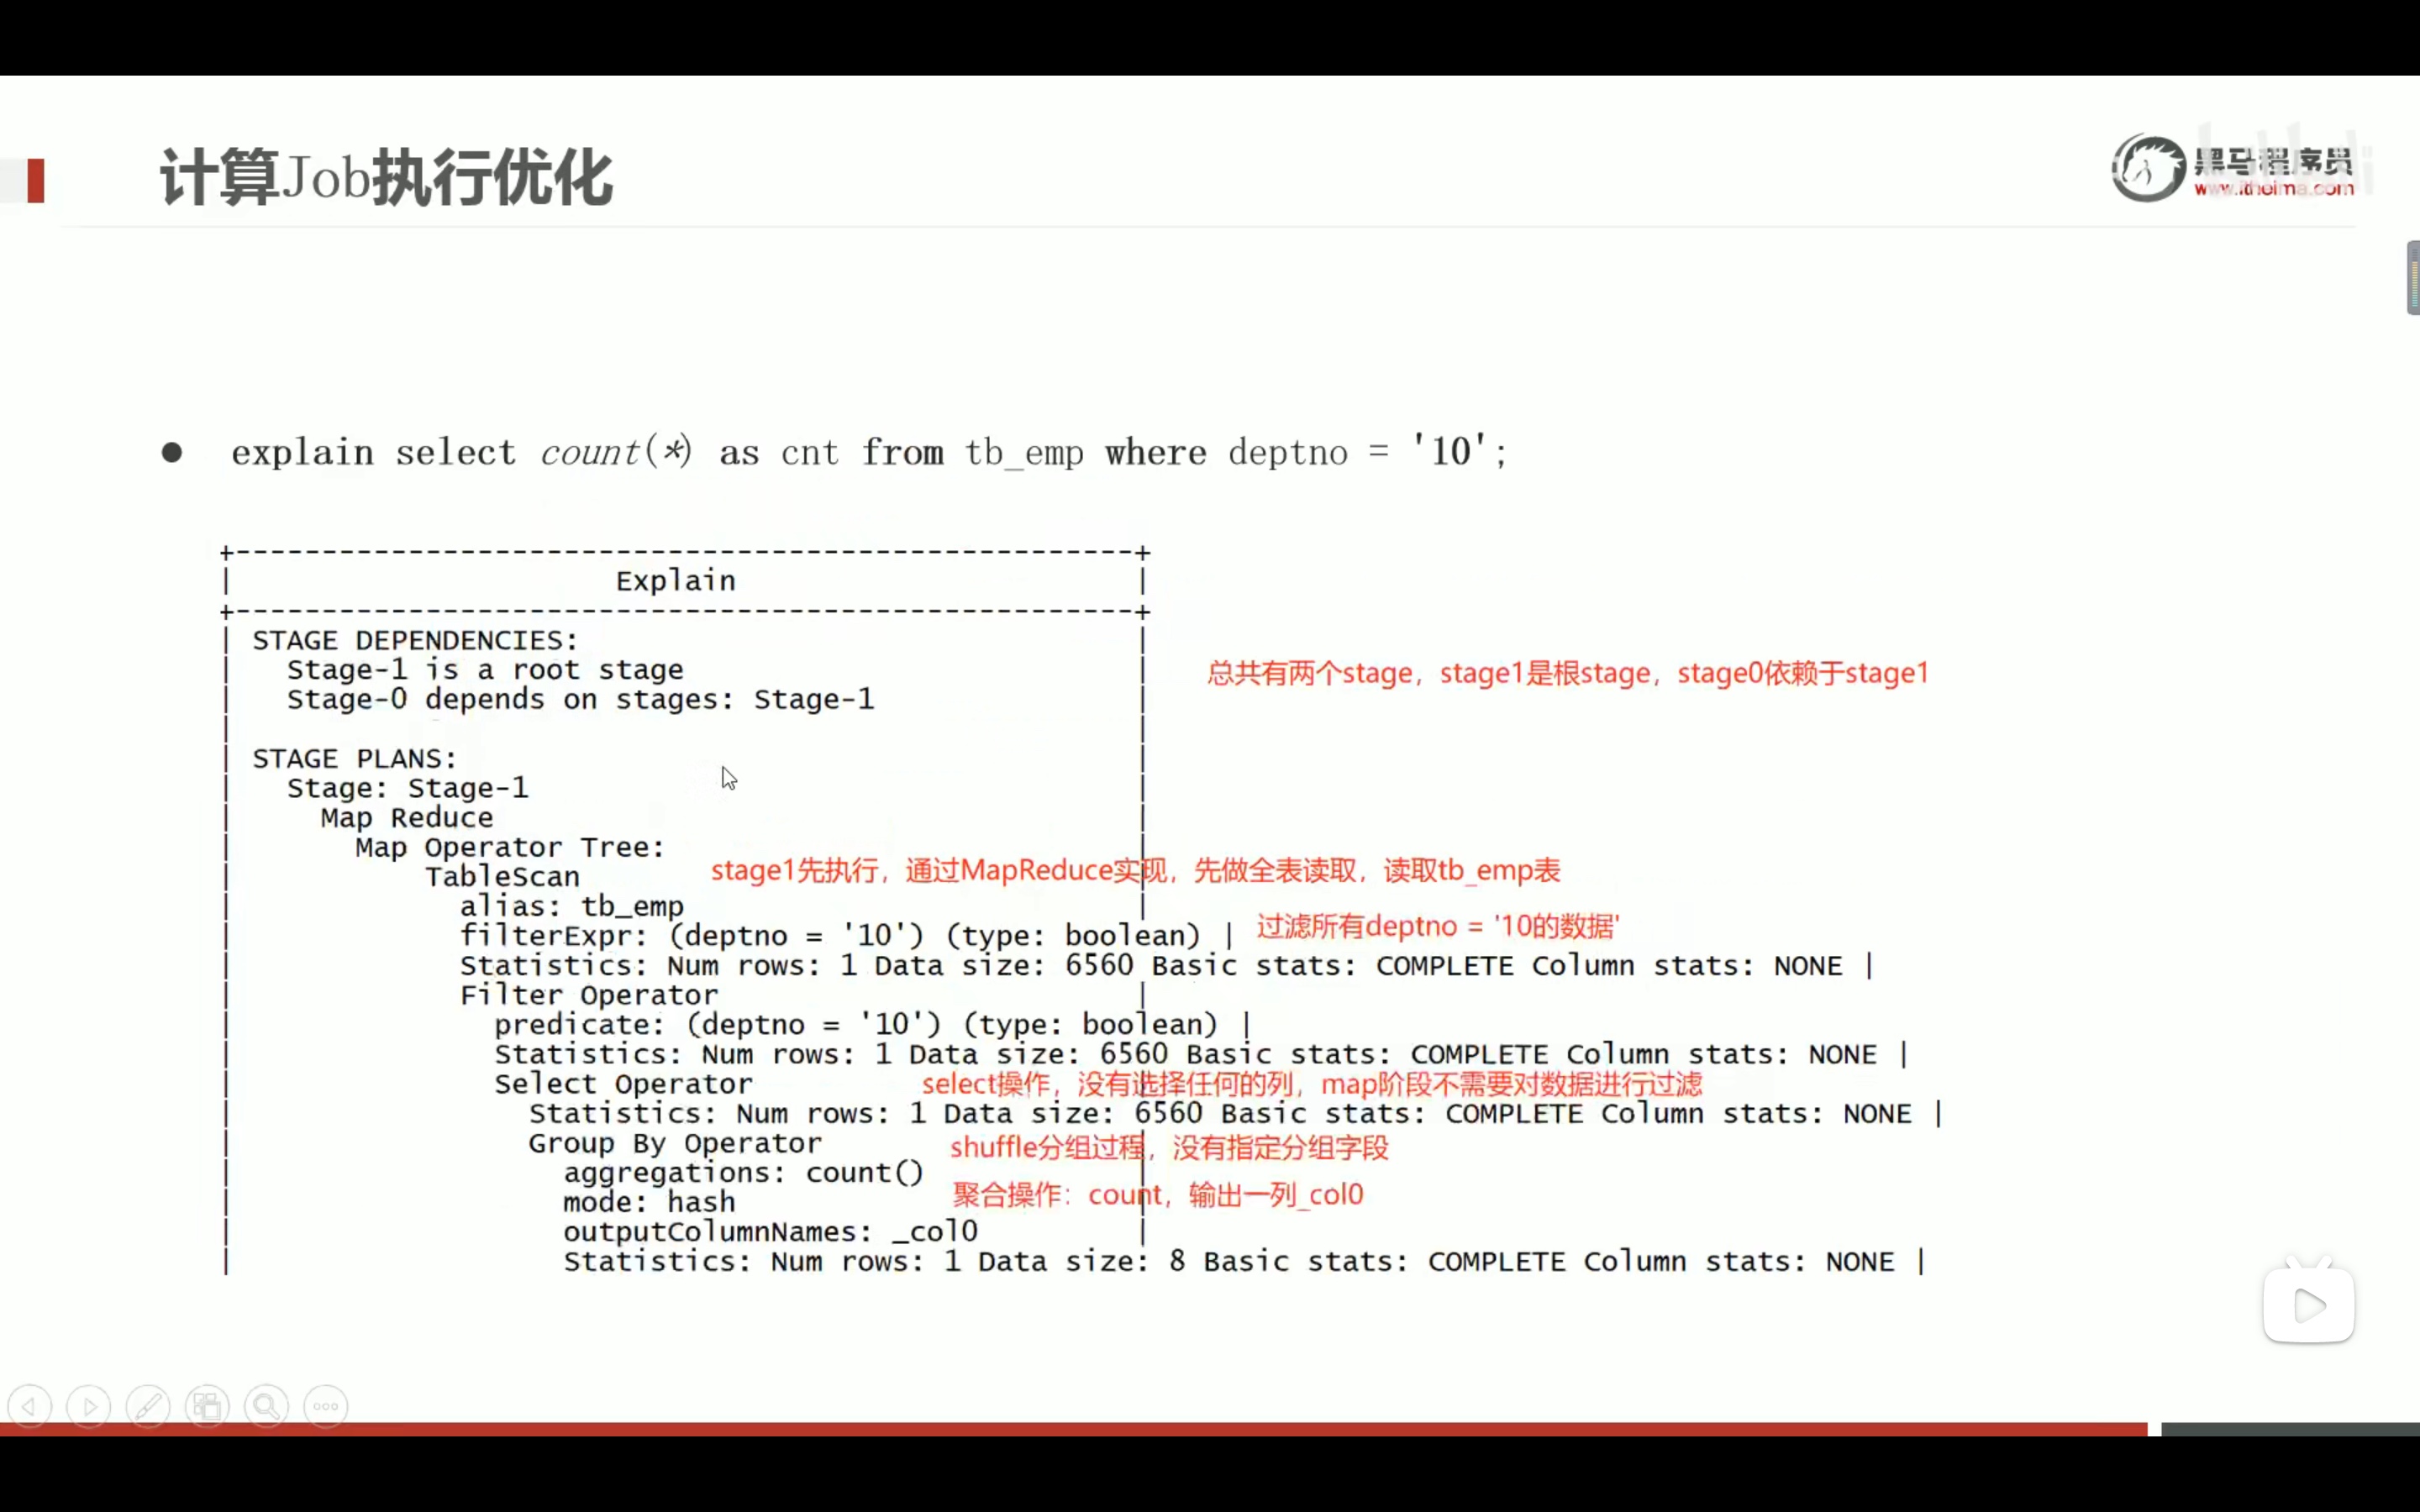 计算Job执行优化
黑马程序员
www.itheima.com
● explain select count(*) as cnt from tb_emp where deptno = '10';
+----------------------------------------------------+
| Explain |
+----------------------------------------------------+
| STAGE DEPENDENCIES: |
| Stage-1 is a root stage | 总共有两个stage，stage1是根stage，stage0依赖于stage1
| Stage-0 depends on stages: Stage-1 |
| |
| STAGE PLANS: |
| Stage: Stage-1 |
| Map Reduce |
| Map Operator Tree: |
| TableScan | stage1先执行，通过MapReduce实现，先做全表读取，读取tb_emp表
| alias: tb_emp |
| filterExpr: (deptno = '10') (type: boolean) | 过滤所有deptno = '10的数据'
| Statistics: Num rows: 1 Data size: 6560 Basic stats: COMPLETE Column stats: NONE |
| Filter Operator |
| predicate: (deptno = '10') (type: boolean) |
| Statistics: Num rows: 1 Data size: 6560 Basic stats: COMPLETE Column stats: NONE |
| Select Operator select操作，没有选择任何的列，map阶段不需要对数据进行过滤
| Statistics: Num rows: 1 Data size: 6560 Basic stats: COMPLETE Column stats: NONE |
| Group By Operator shuffle分组过程，没有指定分组字段
| aggregations: count()
| mode: hash 聚合操作：count，输出一列_col0
| outputColumnNames: _col0 |
| Statistics: Num rows: 1 Data size: 8 Basic stats: COMPLETE Column stats: NONE |